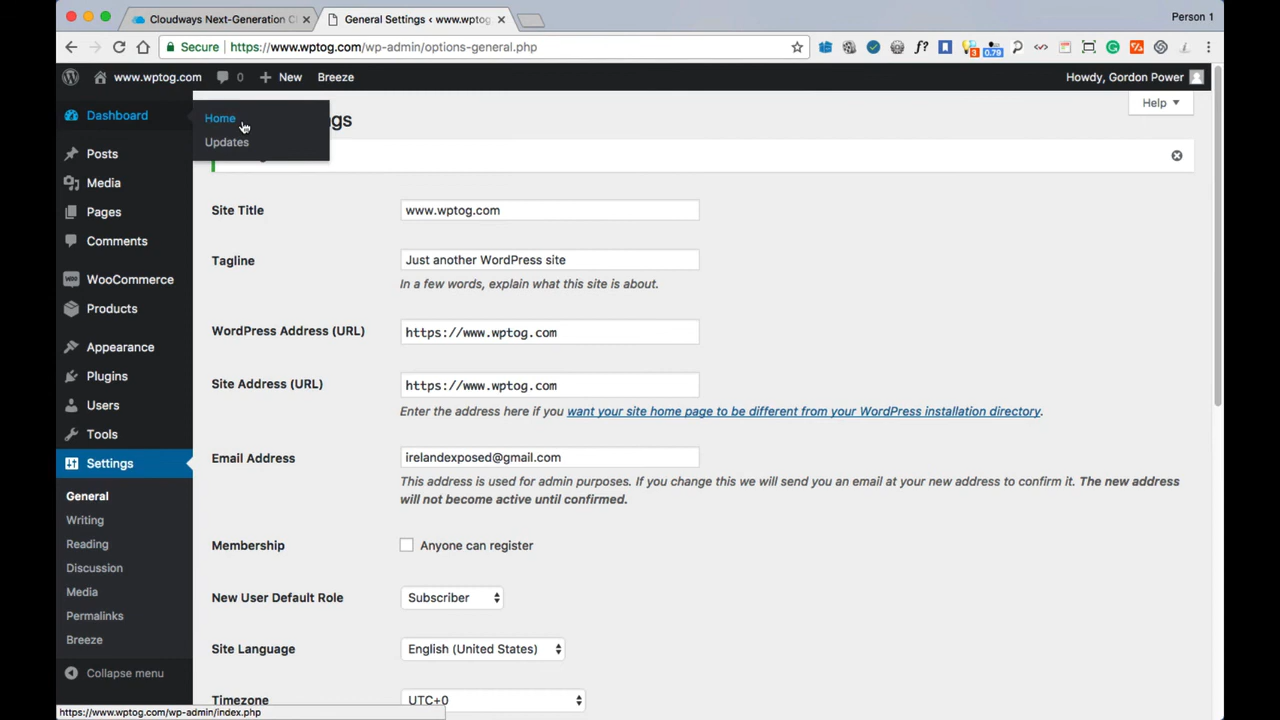 Cloudways Next-Generation C
General Settings ‹ www.wptog
Person 1
Secure
https://www.wptog.com/wp-admin/options-general.php
f?
3
0.79
www.wptog.com
0
New
Breeze
Howdy, Gordon Power
Dashboard
Home
Updates
ngs
Help
Posts
Media
Pages
Comments
WooCommerce
Products
Appearance
Plugins
Users
Tools
Settings
General
Writing
Reading
Discussion
Media
Permalinks
Breeze
Collapse menu
Site Title
www.wptog.com
Tagline
Just another WordPress site
In a few words, explain what this site is about.
WordPress Address (URL)
https://www.wptog.com
Site Address (URL)
https://www.wptog.com
Enter the address here if you want your site home page to be different from your WordPress installation directory.
Email Address
irelandexposed@gmail.com
This address is used for admin purposes. If you change this we will send you an email at your new address to confirm it. The new address
will not become active until confirmed.
Membership
Anyone can register
New User Default Role
Subscriber
Site Language
English (United States)
Timezone
UTC+0
https://www.wptog.com/wp-admin/index.php